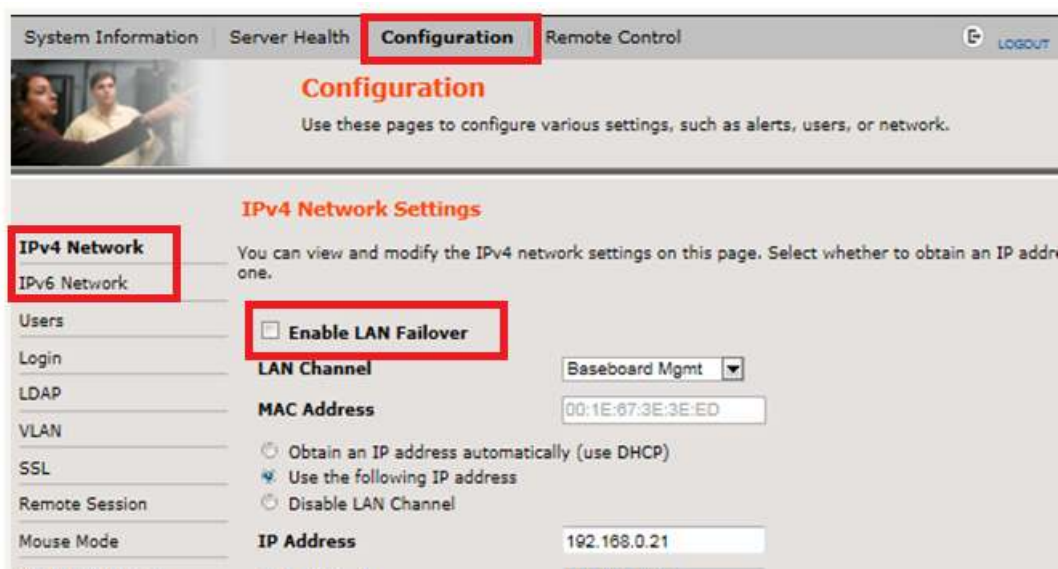 System Information Server Health Configuration Remote Control LOGOUT
Configuration
Use these pages to configure various settings, such as alerts, users, or network.
IPv4 Network Settings
IPv4 Network
You can view and modify the IPv4 network settings on this page. Select whether to obtain an IP
one.
IPv6 Network
Users
Enable LAN Failover
Login
LAN Channel Baseboard Mgmt
LDAP
MAC Address 00:1E:67:3E:3E:ED
VLAN
Obtain an IP address automatically (use DHCP)
SSL
Use the following IP address
Remote Session
Disable LAN Channel
Mouse Mode
IP Address 192.168.0.21